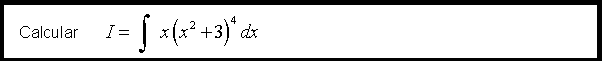 Calcular I = ∫ x(x² +3)⁴ dx